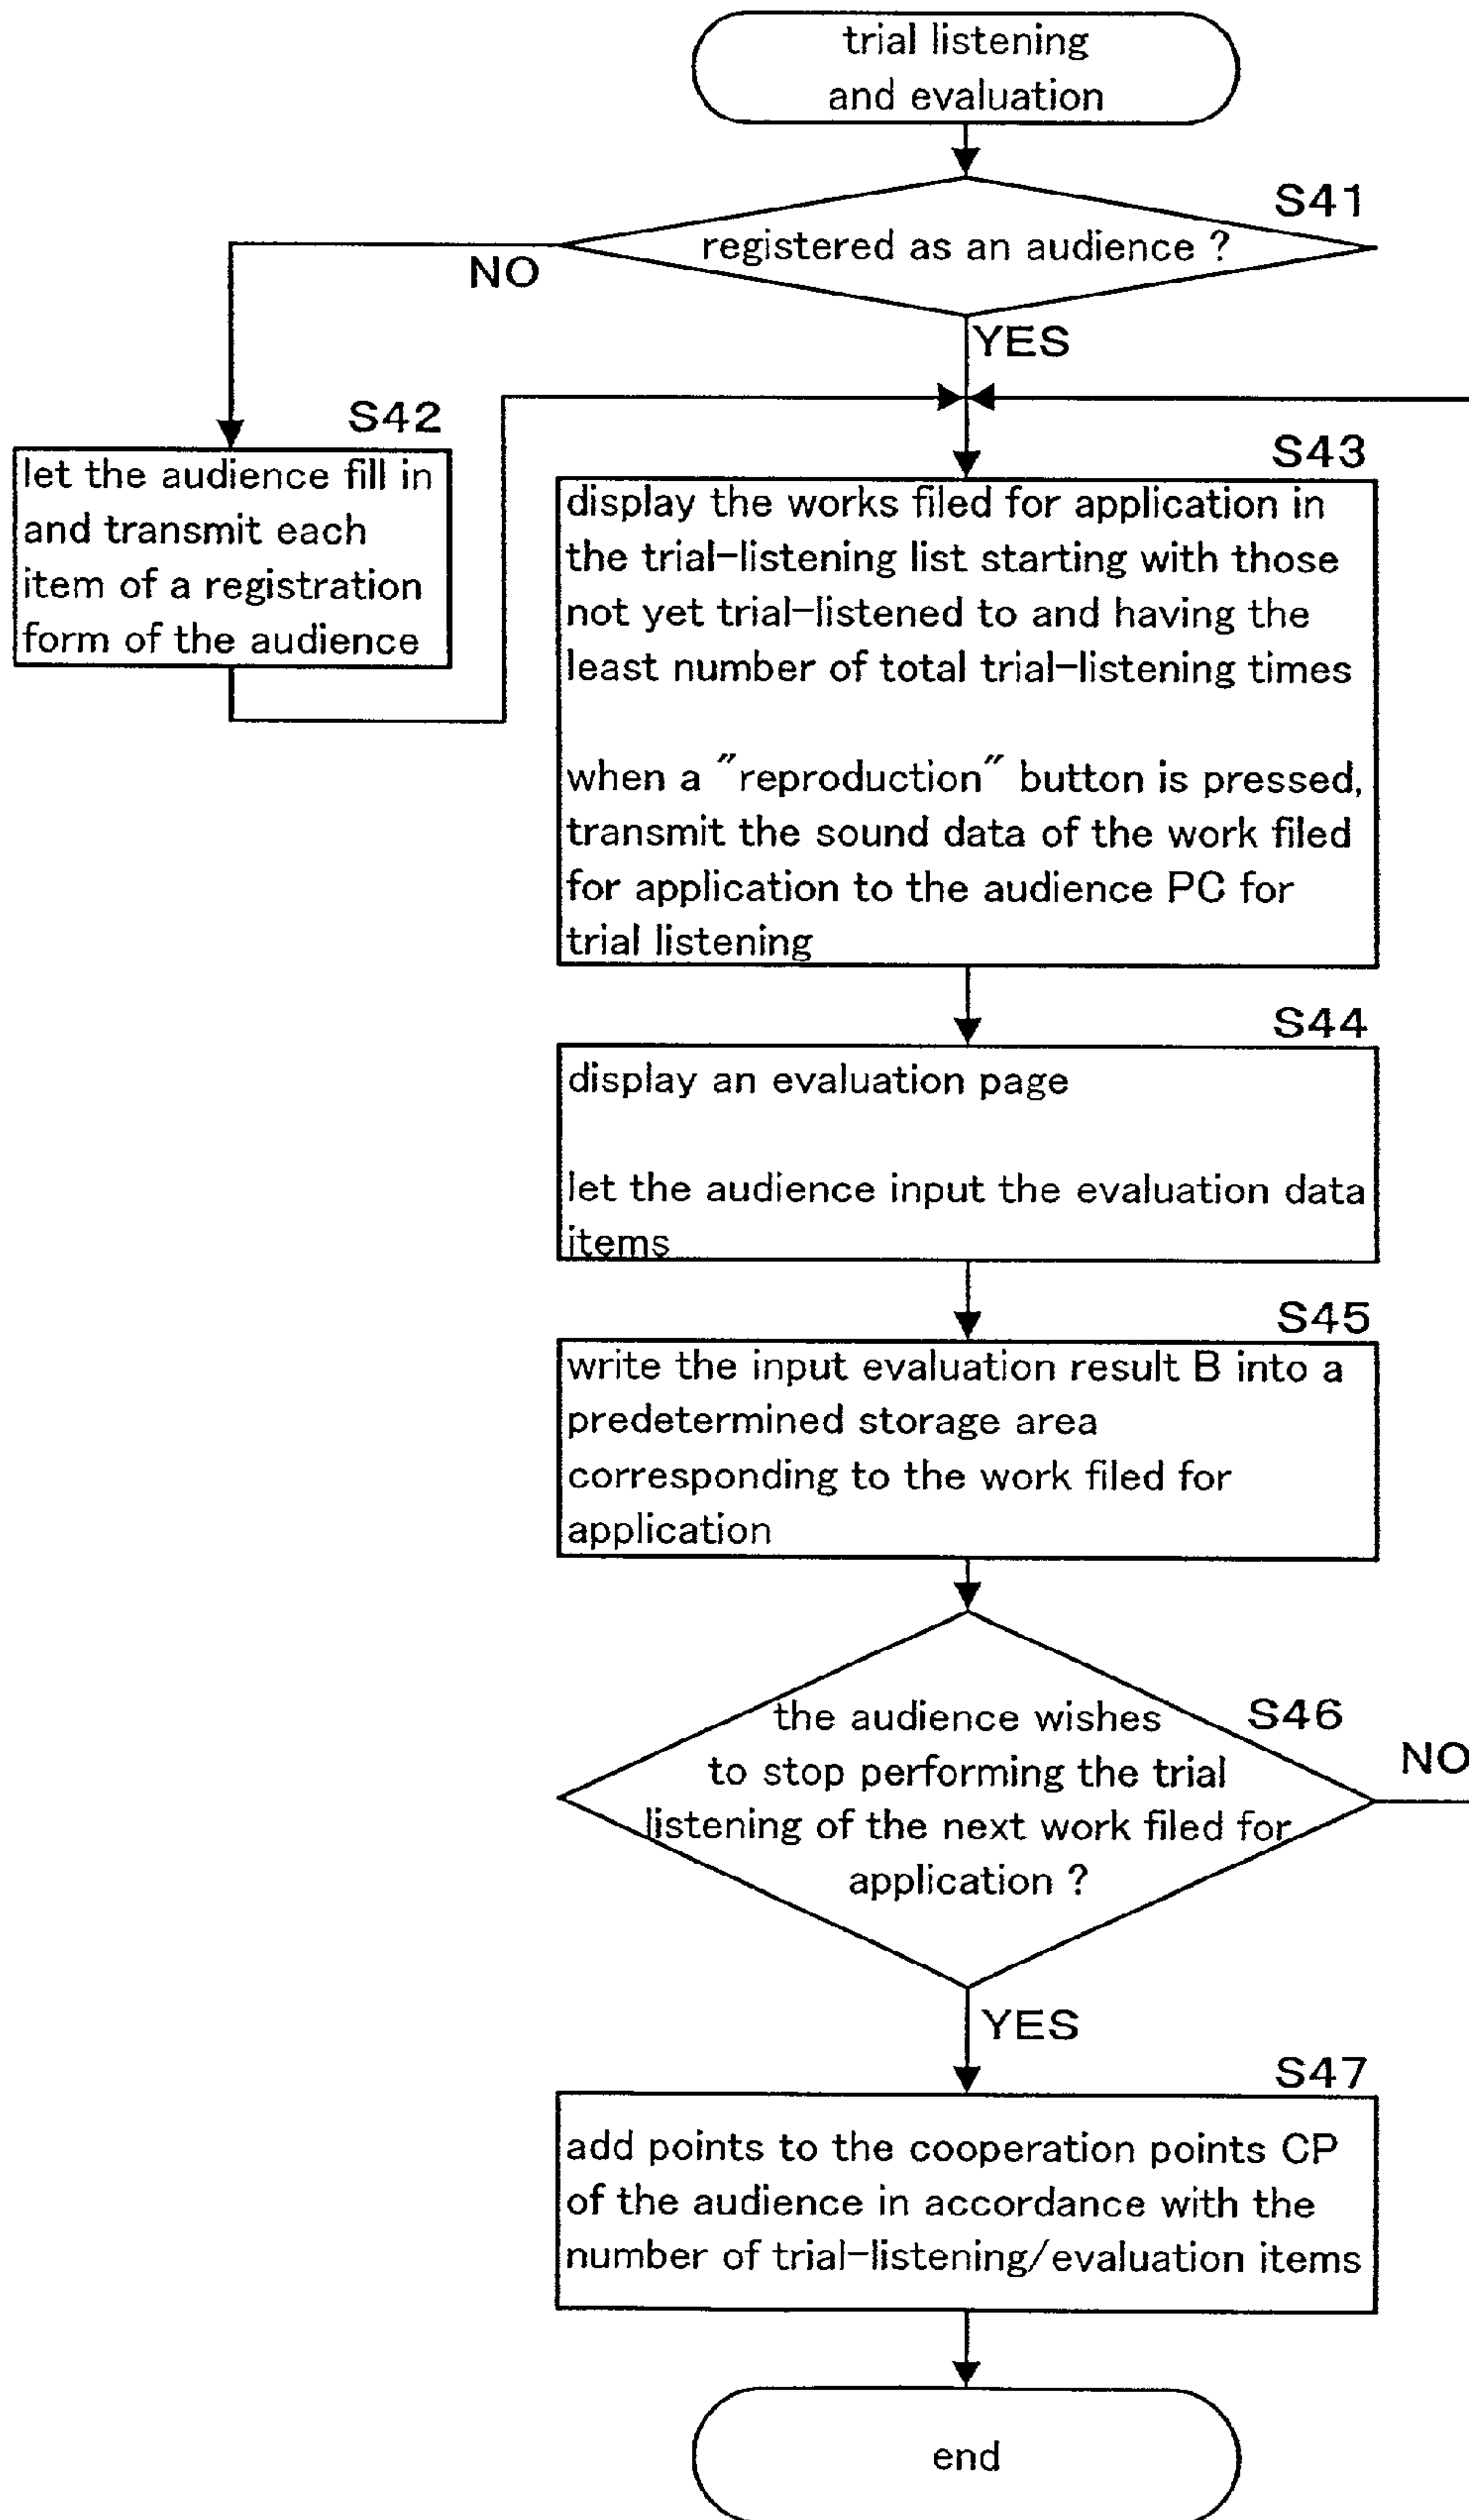 trial listening
and evaluation
S41
registered as an audience ?
NO
YES
S42
let the audience fill in
and transmit each
item of a registration
form of the audience
S43
display the works filed for application in
the trial-listening list starting with those
not yet trial-listened to and having the
least number of total trial-listening times
when a "reproduction" button is pressed,
transmit the sound data of the work filed
for application to the audience PC for
trial listening
S44
display an evaluation page
let the audience input the evaluation data
items
S45
write the input evaluation result B into a
predetermined storage area
corresponding to the work filed for
application
S46
the audience wishes
to stop performing the trial
listening of the next work filed for
application ?
NO
YES
S47
add points to the cooperation points CP
of the audience in accordance with the
number of trial-listening/evaluation items
end